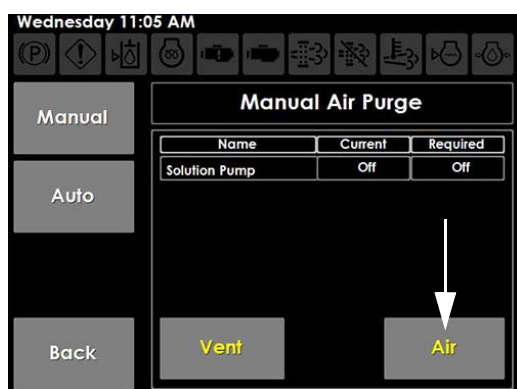 Wednesday 11:05 AM
(P)
Manual
Auto
Back
Manual Air Purge
Name Current Required
Solution Pump Off Off
Vent Air